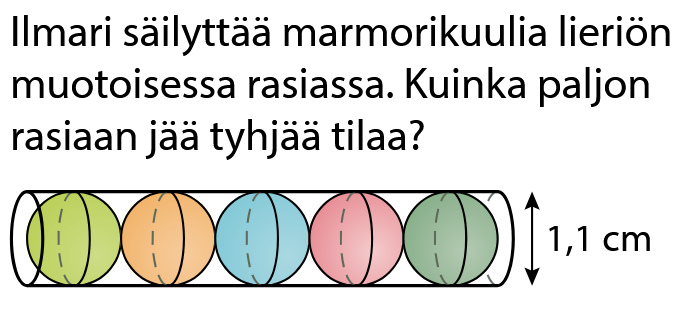 Ilmari säilyttää marmorikuulia lieriön
muotoisessa rasiassa. Kuinka paljon
rasiaan jää tyhjää tilaa?
1,1 cm